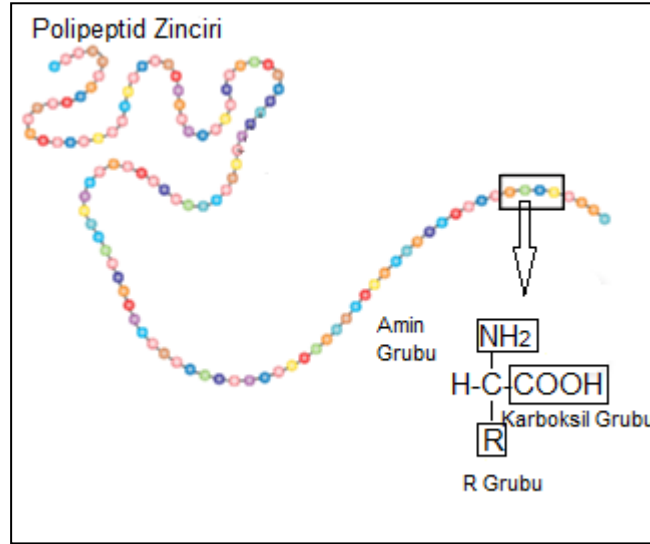 Polipeptid Zinciri
Amin
Grubu
NH2
H-C-COOH
Karboksil Grubu
R
R Grubu